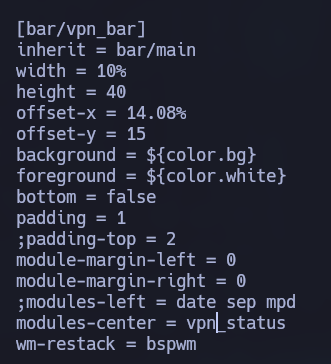 [bar/vpn_bar]
inherit = bar/main
width = 10%
height = 40
offset-x = 14.08%
offset-y = 15
background = ${color.bg}
foreground = ${color.white}
bottom = false
padding = 1
;padding-top = 2
module-margin-left = 0
module-margin-right = 0
;modules-left = date sep mpd
modules-center = vpn_status
wm-restack = bspwm